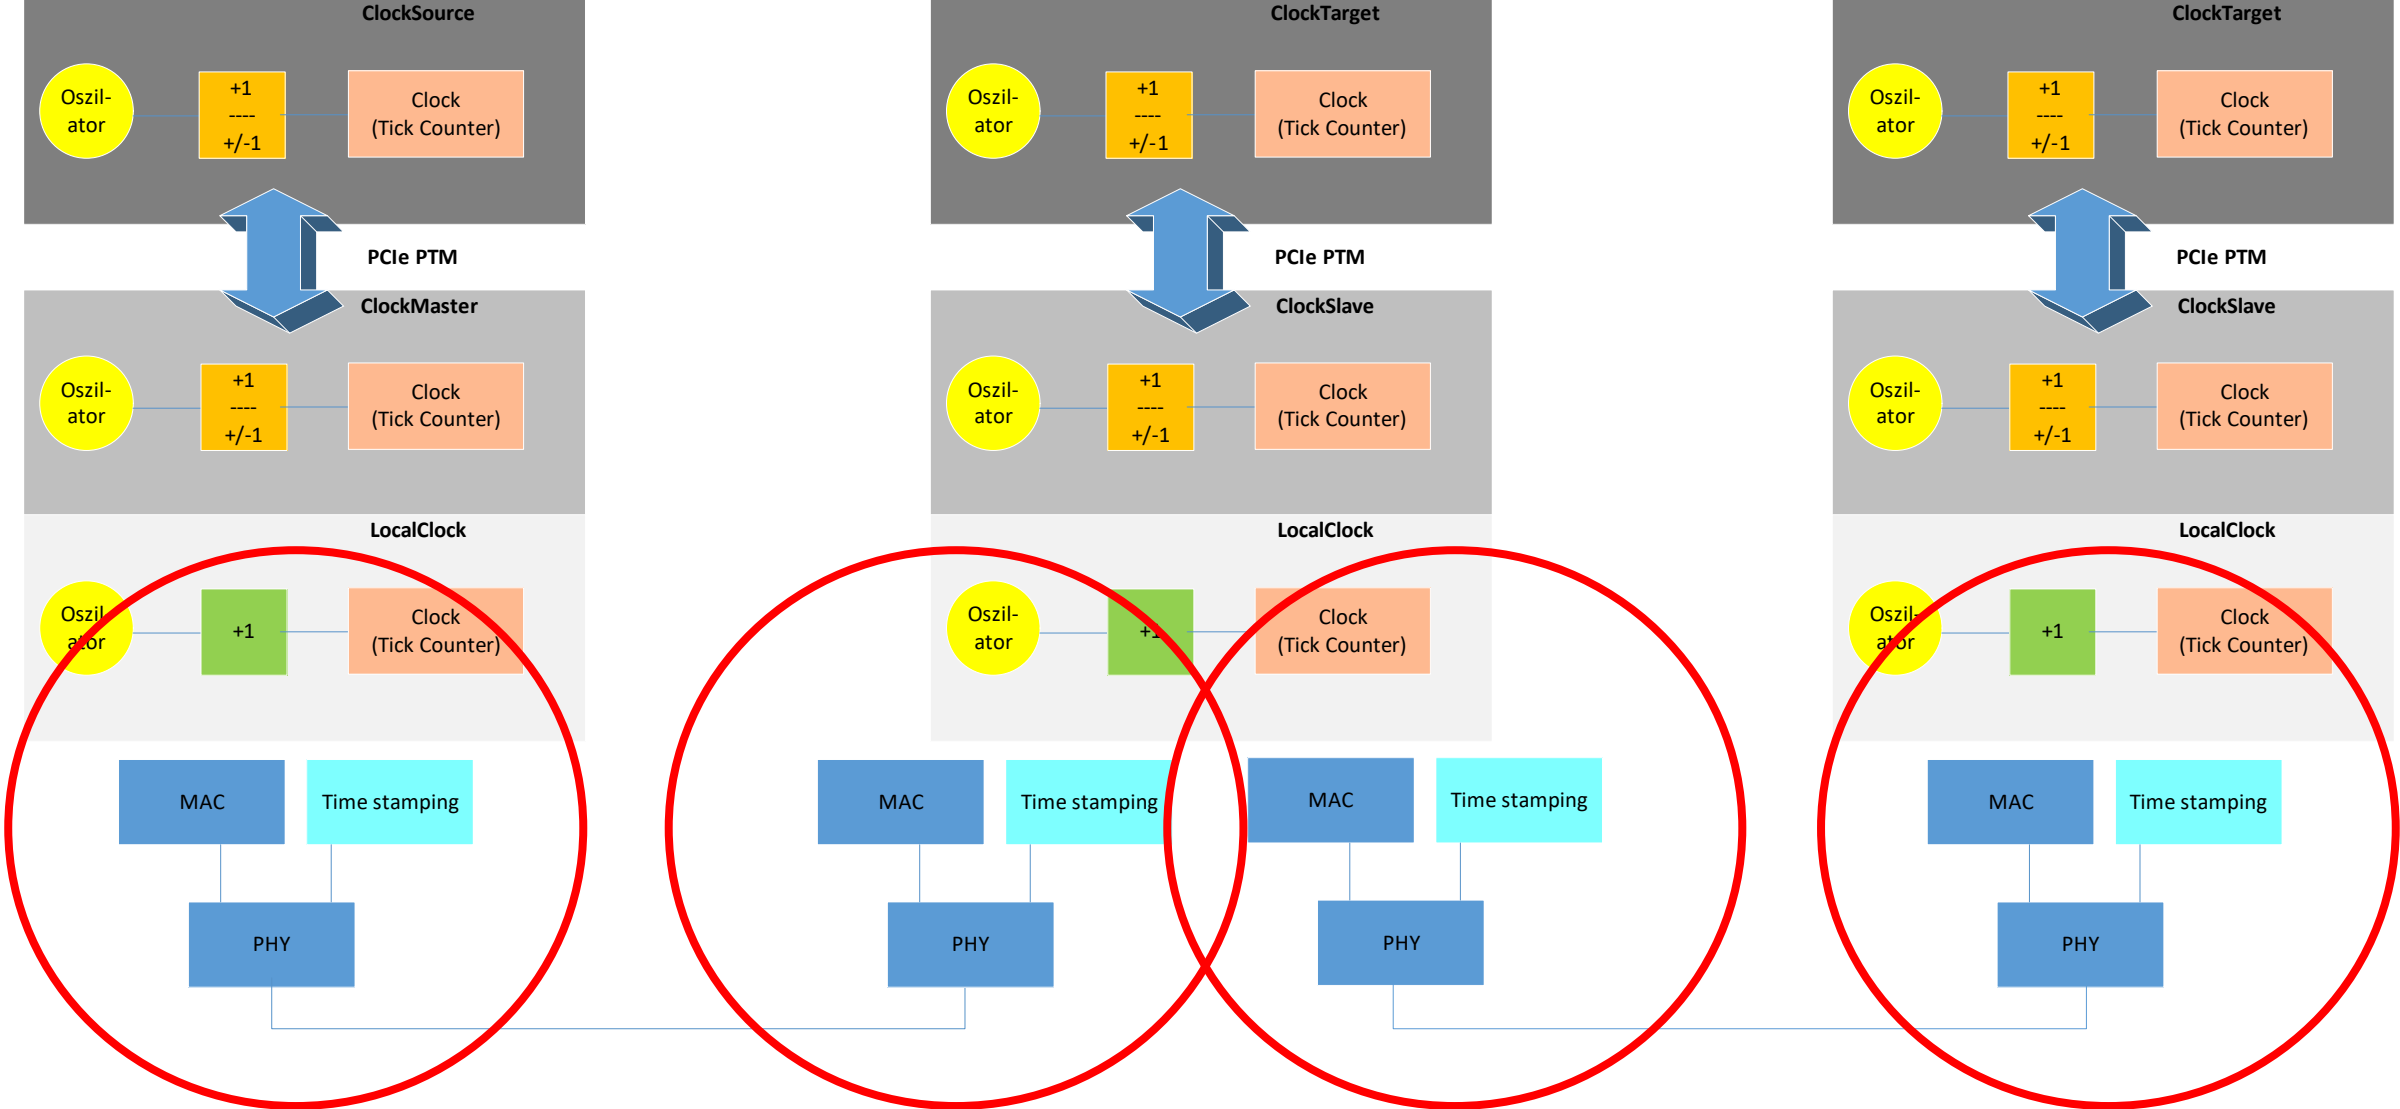 ClockSource
Oszil-
ator
+1
----
+/-1
Clock
(Tick Counter)
PCIe PTM
ClockMaster
Oszil-
ator
+1
----
+/-1
Clock
(Tick Counter)
LocalClock
Oszil-
ator
+1
Clock
(Tick Counter)
MAC
Time stamping
PHY
ClockTarget
Oszil-
ator
+1
----
+/-1
Clock
(Tick Counter)
PCIe PTM
ClockSlave
Oszil-
ator
+1
----
+/-1
Clock
(Tick Counter)
LocalClock
Oszil-
ator
+1
Clock
(Tick Counter)
MAC
Time stamping
PHY
MAC
Time stamping
PHY
ClockTarget
Oszil-
ator
+1
----
+/-1
Clock
(Tick Counter)
PCIe PTM
ClockSlave
Oszil-
ator
+1
----
+/-1
Clock
(Tick Counter)
LocalClock
Oszil-
ator
+1
Clock
(Tick Counter)
MAC
Time stamping
PHY